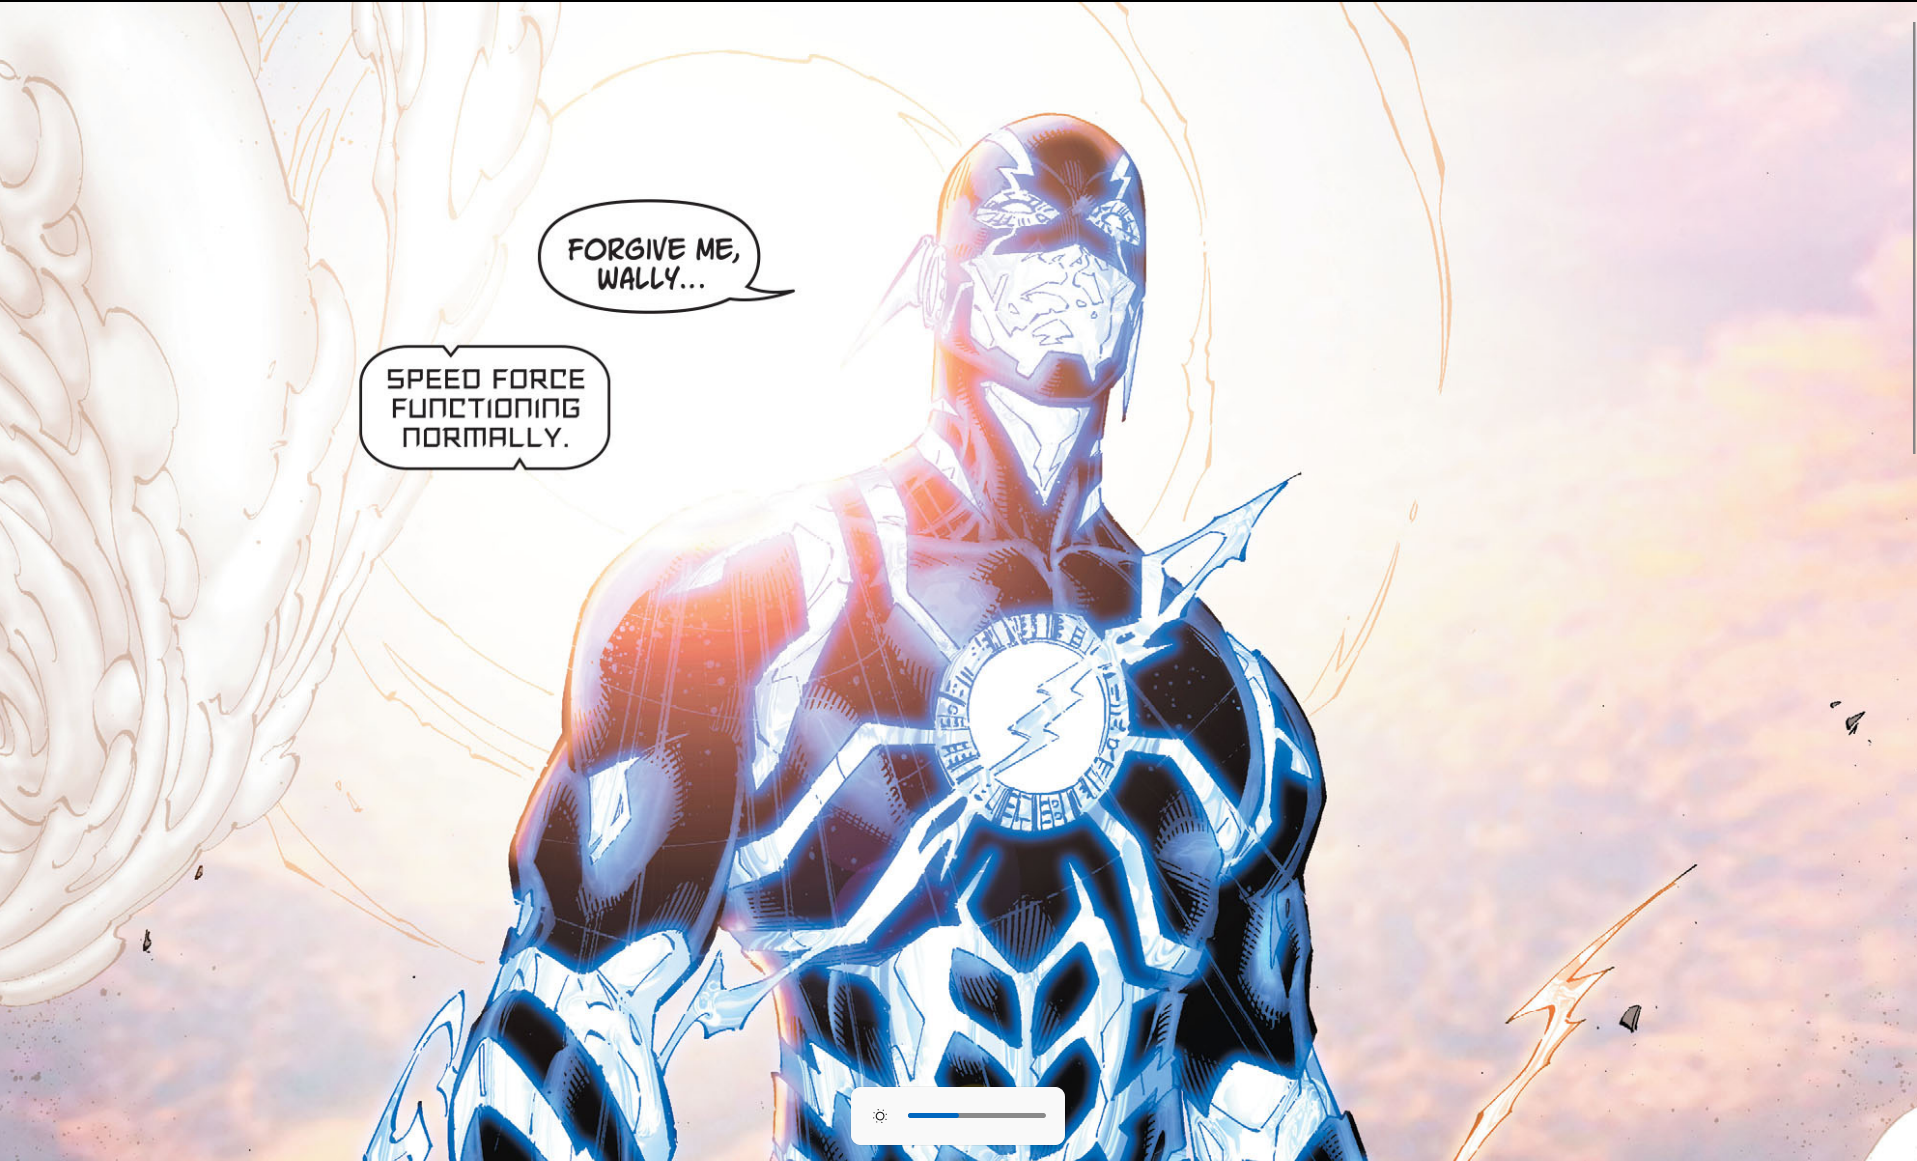 FORGIVE ME,
WALLY...
SPEED FORCE
FUNCTIONING
NORMALLY.